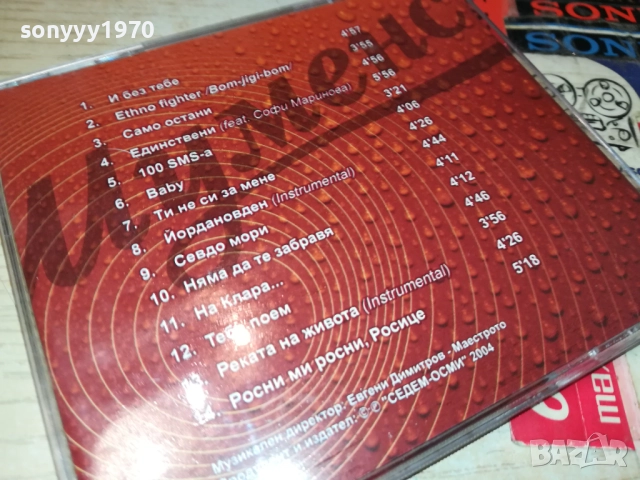 sonyyy1970
SONY
1. И без тебе 4'57
2. Ethno fighter /Bom-jigi-bom/ 3'55
3. Само остани 4'56
4. Единствени (feat. Софи Маринова) 5'56
5. 100 SMS-a 3'21
6. Baby 4'06
7. Ти не си за мене 4'26
8. Йордановден (Instrumental) 4'44
9. Севдо мори 4'11
10. Няма да те забравя 4'12
11. На Клара... 4'46
12. Тебе поем 3'56
Реката на живота (Instrumental) 4'26
Росни ми росни, Росице 5'18
Музикален директор: Евгени Димитров - Маестрото
и издател: © ℗ "СЕДЕМ-ОСМИ" 2004
bazar